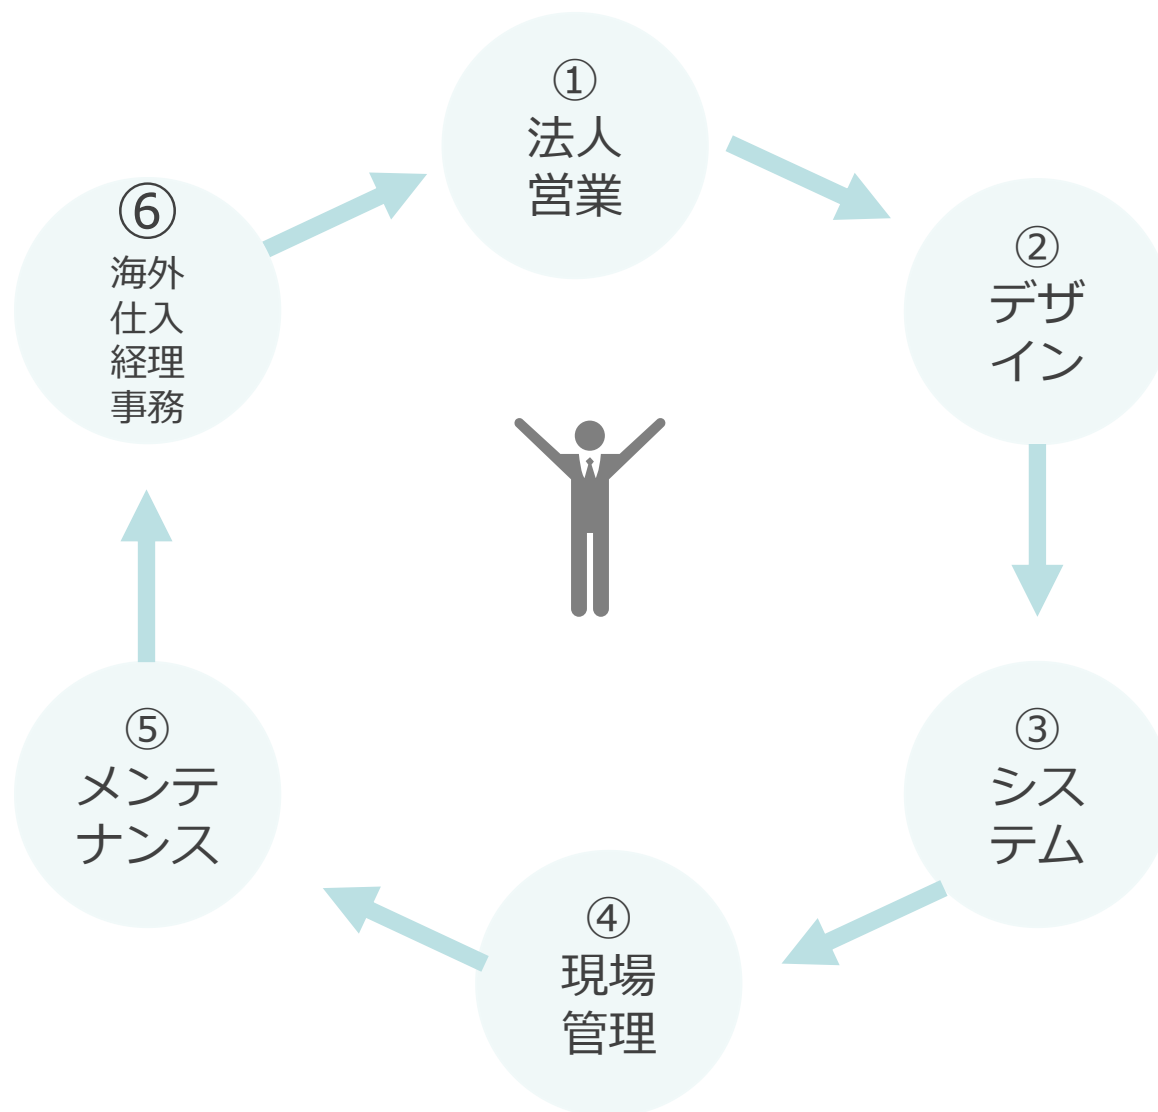 ①
法人
営業
②
デザ
イン
③
シス
テム
④
現場
管理
⑤
メンテ
ナンス
⑥
海外
仕入
経理
事務